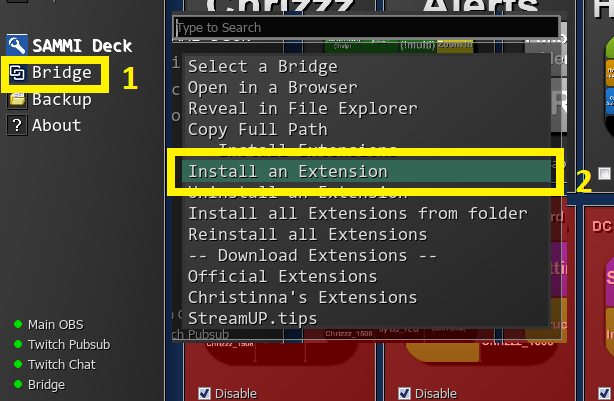 Chrizzz
Alerts
Type to Search
SAMMI Deck
Bridge
1
Backup
About
Select a Bridge
Open in a Browser
Reveal in File Explorer
Copy Full Path
Install Extensions
Install an Extension
2
Uninstall an Extension
Install all Extensions from folder
Reinstall all Extensions
-- Download Extensions --
Official Extensions
Christinna's Extensions
StreamUP.tips
Main OBS
Twitch Pubsub
Twitch Chat
Bridge
Chrizzz_1508
DC
Disable
Disable